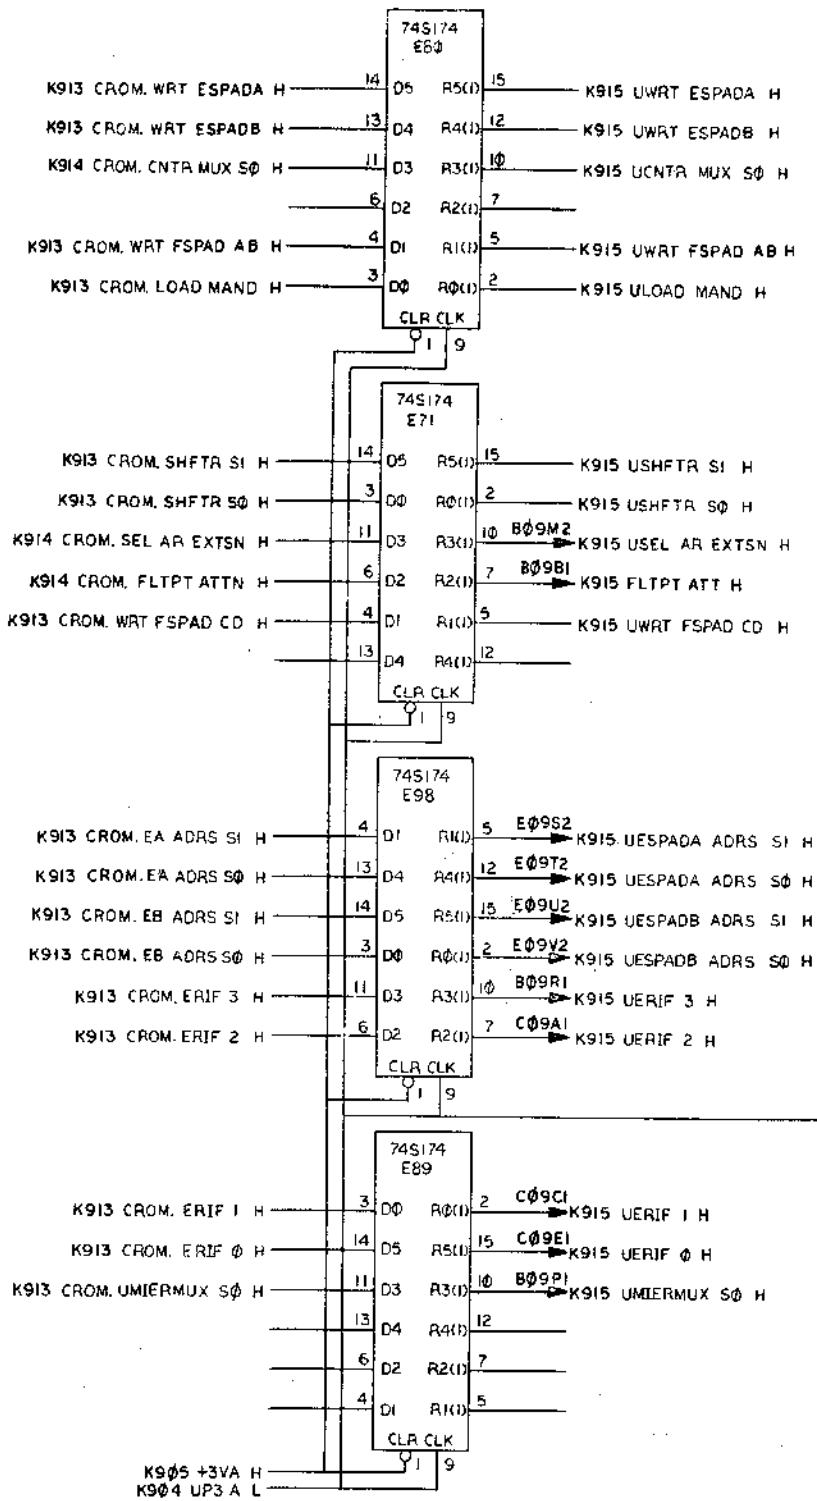 74S174
E60
K913 CROM. WRT ESPADA H 14 D5 R5(1) 15 K915 UWRT ESPADA H
K913 CROM. WRT ESPADB H 13 D4 R4(1) 12 K915 UWRT ESPADB H
K914 CROM. CNTR MUX SØ H 11 D3 R3(1) 1Ø K915 UCNTR MUX SØ H
6 D2 R2(1) 7
K913 CROM. WRT FSPAD AB H 4 D1 R1(1) 5 K915 UWRT FSPAD AB H
K913 CROM. LOAD MAND H 3 DØ RØ(1) 2 K915 ULOAD MAND H
CLR CLK
1 9
74S174
E71
K913 CROM. SHFTR S1 H 14 D5 R5(1) 15 K915 USHFTR S1 H
K913 CROM. SHFTR SØ H 3 DØ RØ(1) 2 K915 USHFTR SØ H
K914 CROM. SEL AR EXTSN H 11 D3 R3(1) 1Ø BØ9M2 K915 USEL AR EXTSN H
K914 CROM. FLTPT ATTN H 6 D2 R2(1) 7 BØ9B1 K915 FLTPT ATT H
K913 CROM. WRT FSPAD CD H 4 D1 R1(1) 5 K915 UWRT FSPAD CD H
13 D4 R4(1) 12
CLR CLK
1 9
74S174
E98
K913 CROM. EA ADRS S1 H 4 D1 R1(1) 5 EØ9S2 K915 UESPADA ADRS S1 H
K913 CROM. EA ADRS SØ H 13 D4 R4(1) 12 EØ9T2 K915 UESPADA ADRS SØ H
K913 CROM. EB ADRS S1 H 14 D5 R5(1) 15 EØ9U2 K915 UESPADB ADRS S1 H
K913 CROM. EB ADRS SØ H 3 DØ RØ(1) 2 EØ9V2 K915 UESPADB ADRS SØ H
K913 CROM. ERIF 3 H 11 D3 R3(1) 1Ø BØ9R1 K915 UERIF 3 H
K913 CROM. ERIF 2 H 6 D2 R2(1) 7 CØ9A1 K915 UERIF 2 H
CLR CLK
1 9
74S174
E89
K913 CROM. ERIF 1 H 3 DØ RØ(1) 2 CØ9C1 K915 UERIF 1 H
K913 CROM. ERIF Ø H 14 D5 R5(1) 15 CØ9E1 K915 UERIF Ø H
K913 CROM. UMIERMUX SØ H 11 D3 R3(1) 1Ø BØ9P1 K915 UMIERMUX SØ H
13 D4 R4(1) 12
6 D2 R2(1) 7
4 D1 R1(1) 5
CLR CLK
1 9
K9Ø5 +3VA H
K9Ø4 UP3 A L